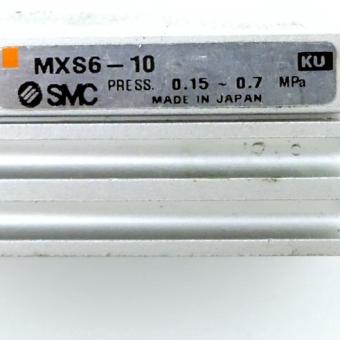 MXS6-10 KU
SMC PRESS. 0.15 ~ 0.7 MPa
MADE IN JAPAN